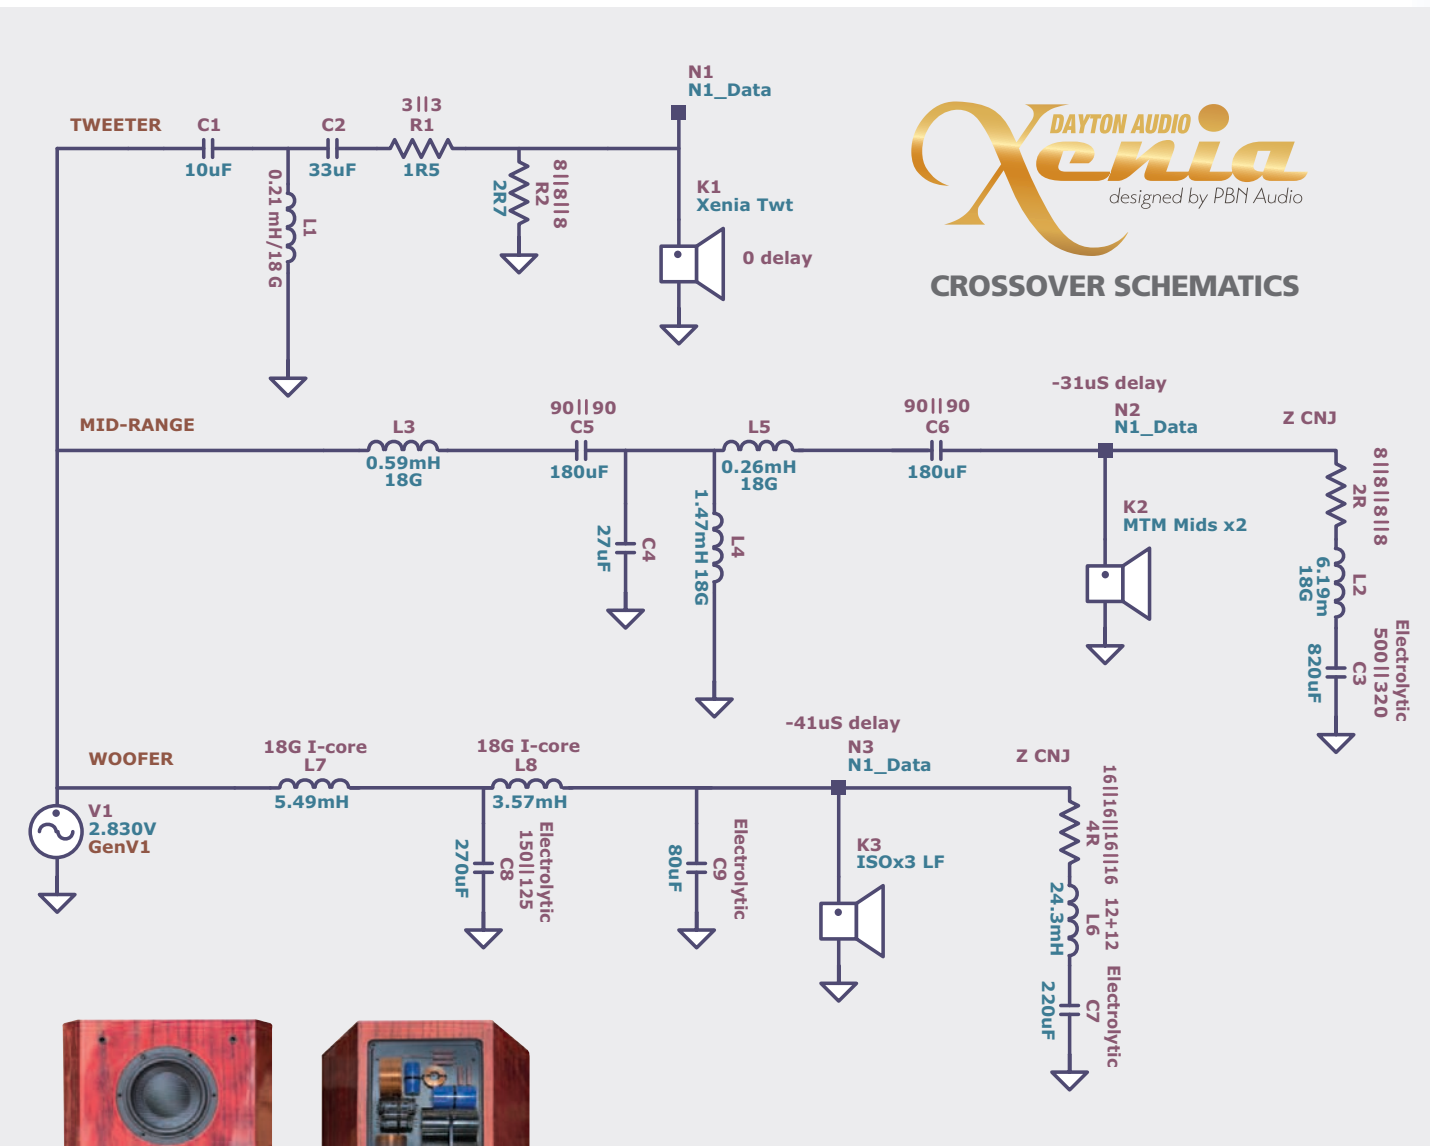 DAYTON AUDIO
Xenia
designed by PBN Audio
CROSSOVER SCHEMATICS
TWEETER
C1
10uF
C2
33uF
3||3
R1
1R5
N1
N1_Data
0.21 mH/18 G
L1
8||8||8
R2
2R7
K1
Xenia Twt
0 delay
MID-RANGE
L3
0.59mH
18G
90||90
C5
180uF
L5
0.26mH
18G
90||90
C6
180uF
-31uS delay
N2
N1_Data
Z CNJ
8||8||8||8
2R
C4
27uF
L4
1.47mH 18G
K2
MTM Mids x2
L2
6.19m
18G
Electrolytic
500||320
C3
820uF
WOOFER
18G I-core
L7
5.49mH
18G I-core
L8
3.57mH
-41uS delay
N3
N1_Data
Z CNJ
16||16||16||16
4R
V1
2.830V
GenV1
Electrolytic
150||125
C8
270uF
Electrolytic
C9
80uF
K3
ISOx3 LF
12+12
L6
24.3mH
Electrolytic
C7
220uF